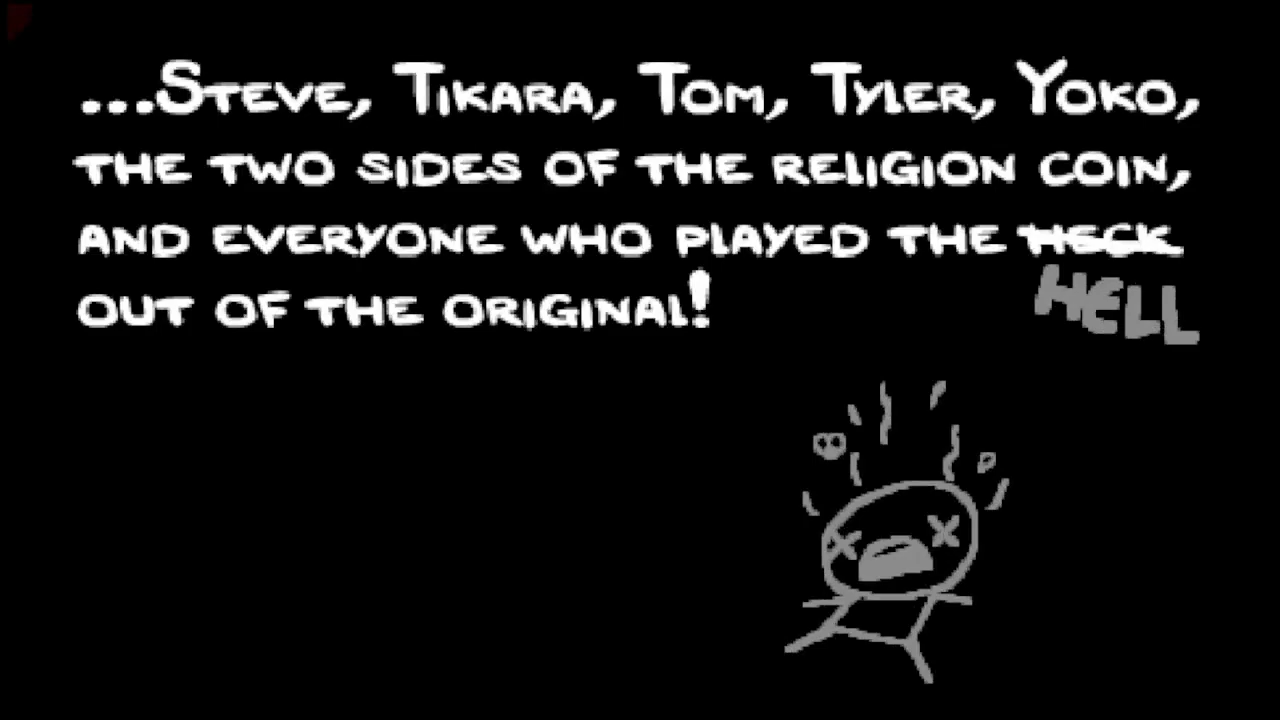 ...Steve, Tikara, Tom, Tyler, Yoko,
the two sides of the religion coin,
and everyone who played the heck
HELL
out of the original!